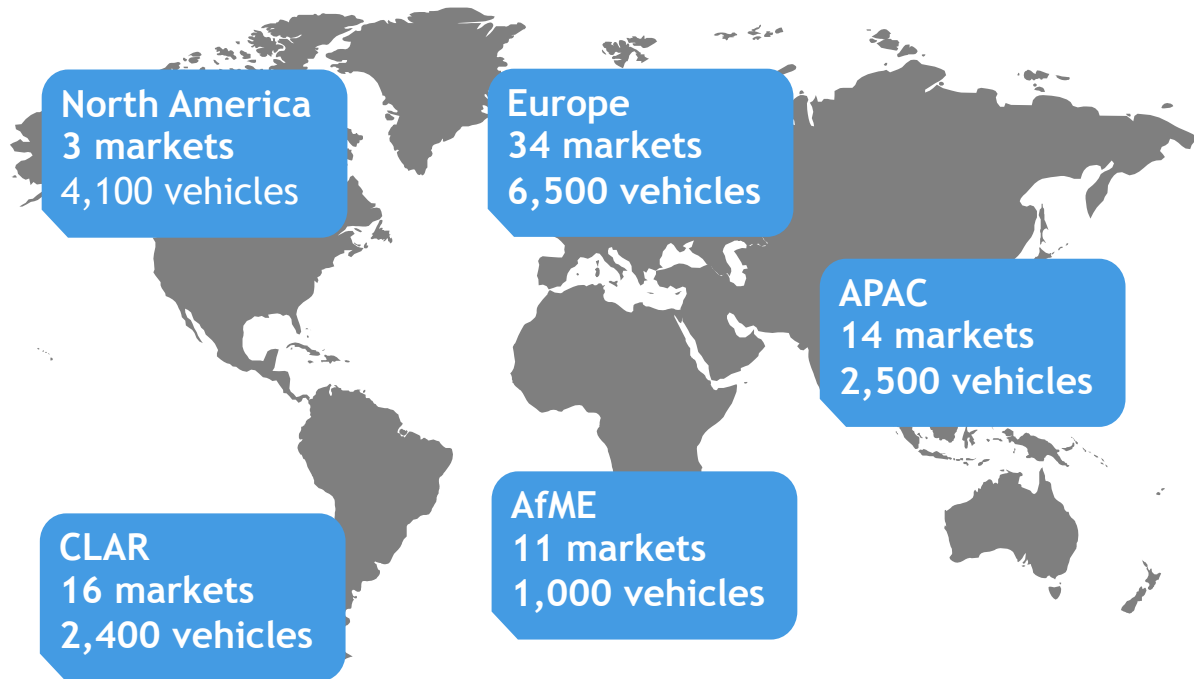 North America
3 markets
4,100 vehicles
Europe
34 markets
6,500 vehicles
APAC
14 markets
2,500 vehicles
AfME
11 markets
1,000 vehicles
CLAR
16 markets
2,400 vehicles